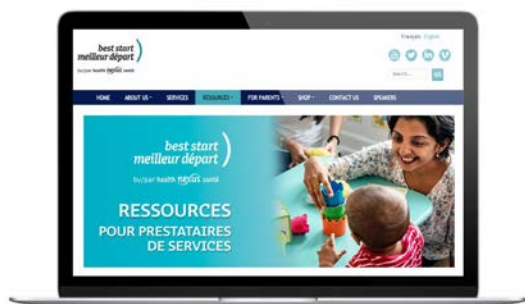 Français English
best start
meilleur départ
by/par health nexus santé
Search...
HOME ABOUT US SERVICES RESOURCES FOR PARENTS SHOP CONTACT US SPEAKERS
best start
meilleur départ
by/par health nexus santé
RESSOURCES
POUR PRESTATAIRES
DE SERVICES